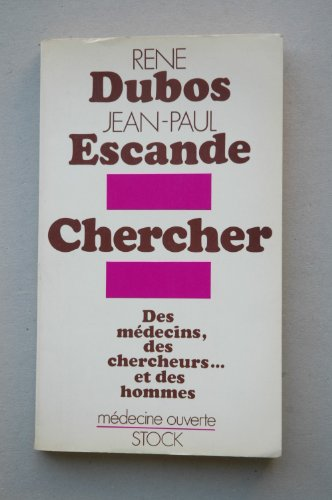 RENE
Dubos
JEAN-PAUL
Escande
Chercher
Des
médecins,
des
chercheurs...
et des
hommes
médecine ouverte
STOCK